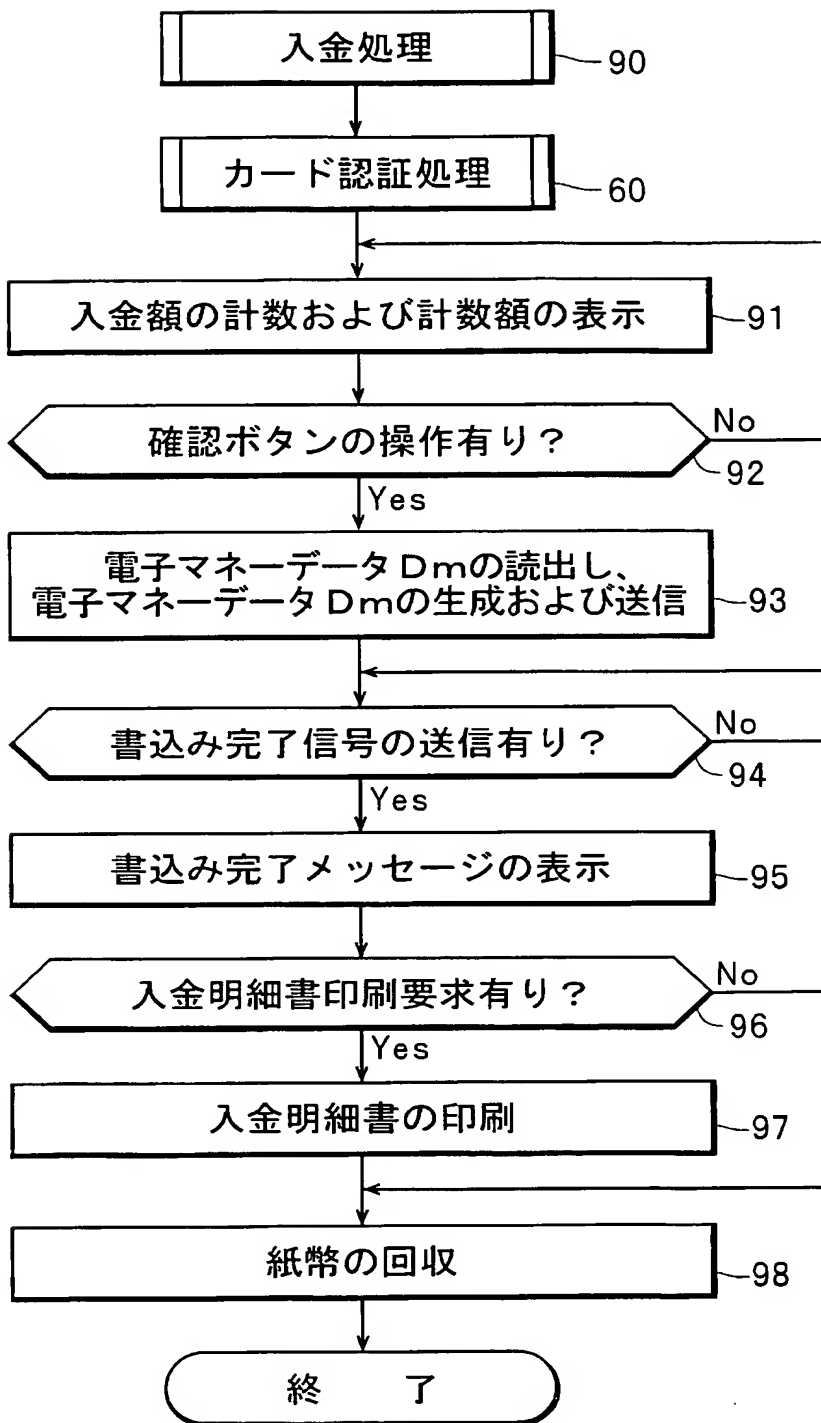 入金処理
90
カード認証処理
60
入金額の計数および計数額の表示
91
確認ボタンの操作有り?
No
92
Yes
電子マネーデータDmの読出し、
電子マネーデータDmの生成および送信
93
書込み完了信号の送信有り?
No
94
Yes
書込み完了メッセージの表示
95
入金明細書印刷要求有り?
No
96
Yes
入金明細書の印刷
97
紙幣の回収
98
終 了